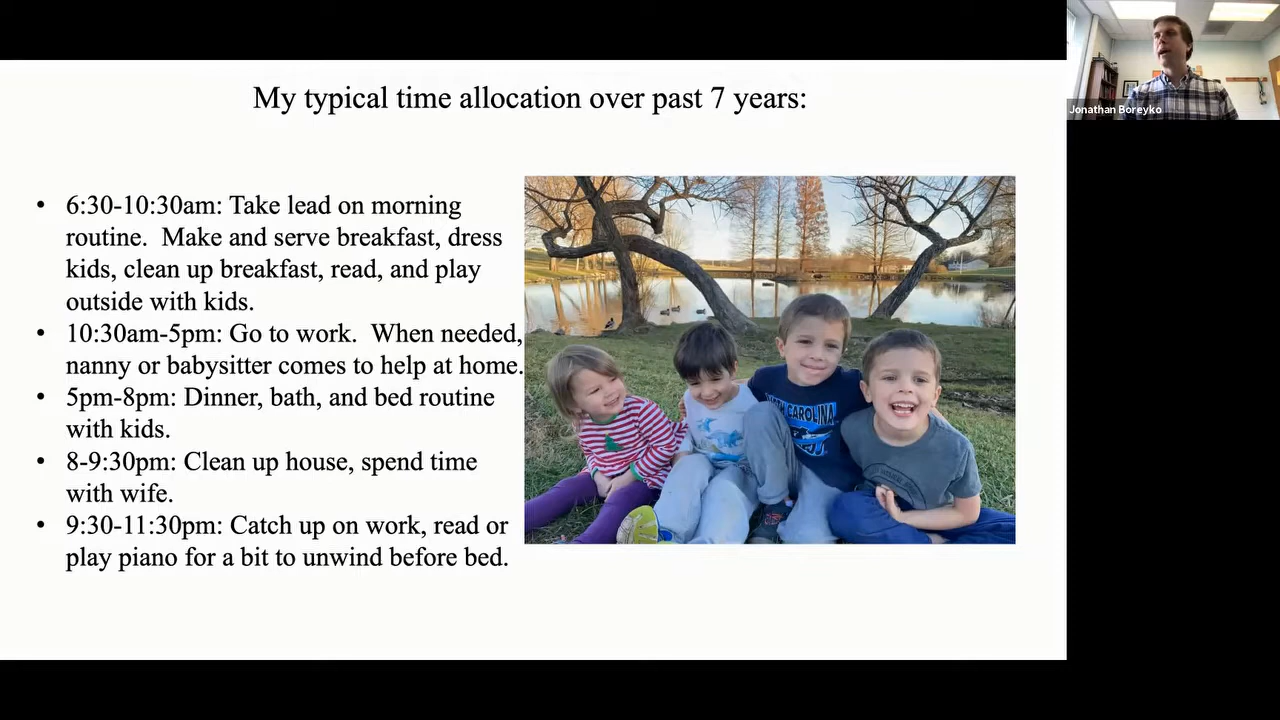 My typical time allocation over past 7 years:
• 6:30-10:30am: Take lead on morning
routine.  Make and serve breakfast, dress
kids, clean up breakfast, read, and play
outside with kids.
• 10:30am-5pm: Go to work.  When needed,
nanny or babysitter comes to help at home.
• 5pm-8pm: Dinner, bath, and bed routine
with kids.
• 8-9:30pm: Clean up house, spend time
with wife.
• 9:30-11:30pm: Catch up on work, read or
play piano for a bit to unwind before bed.
CAROLINA
Jonathan Boreyko